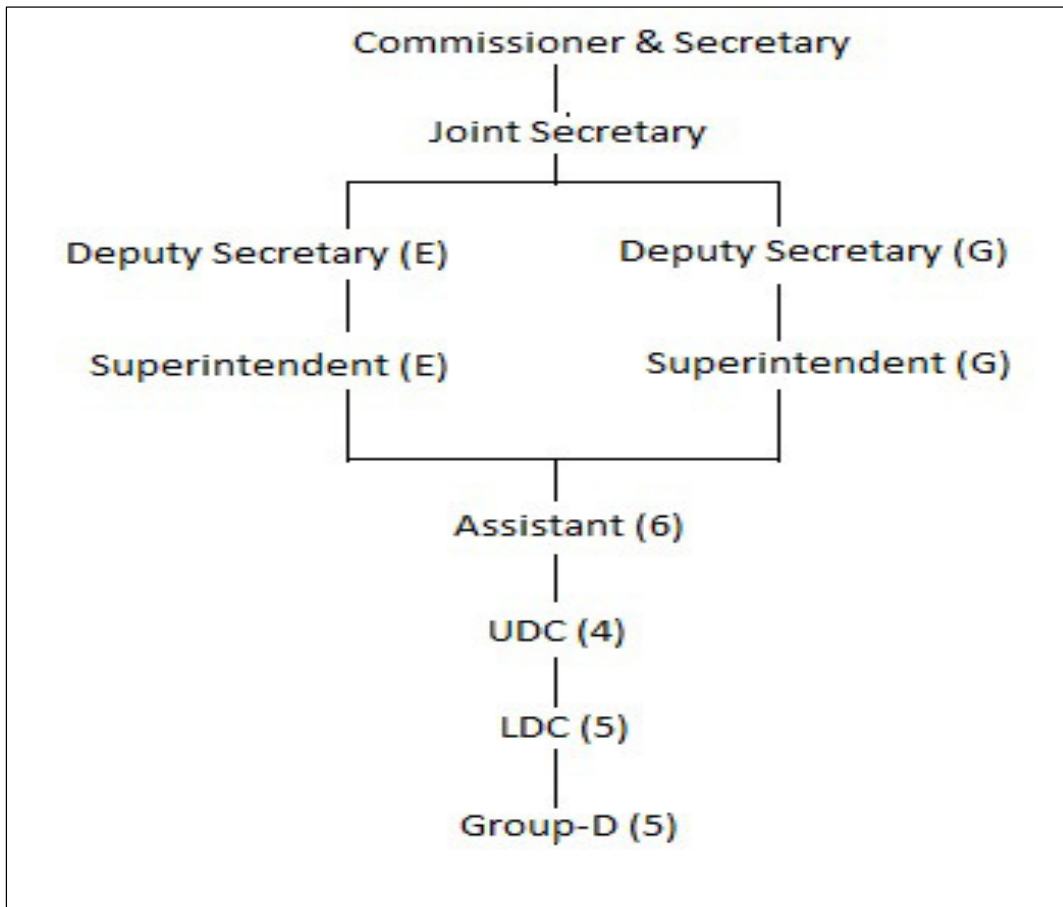 Commissioner & Secretary
Joint Secretary
Deputy Secretary (E)
Deputy Secretary (G)
Superintendent (E)
Superintendent (G)
Assistant (6)
UDC (4)
LDC (5)
Group-D (5)